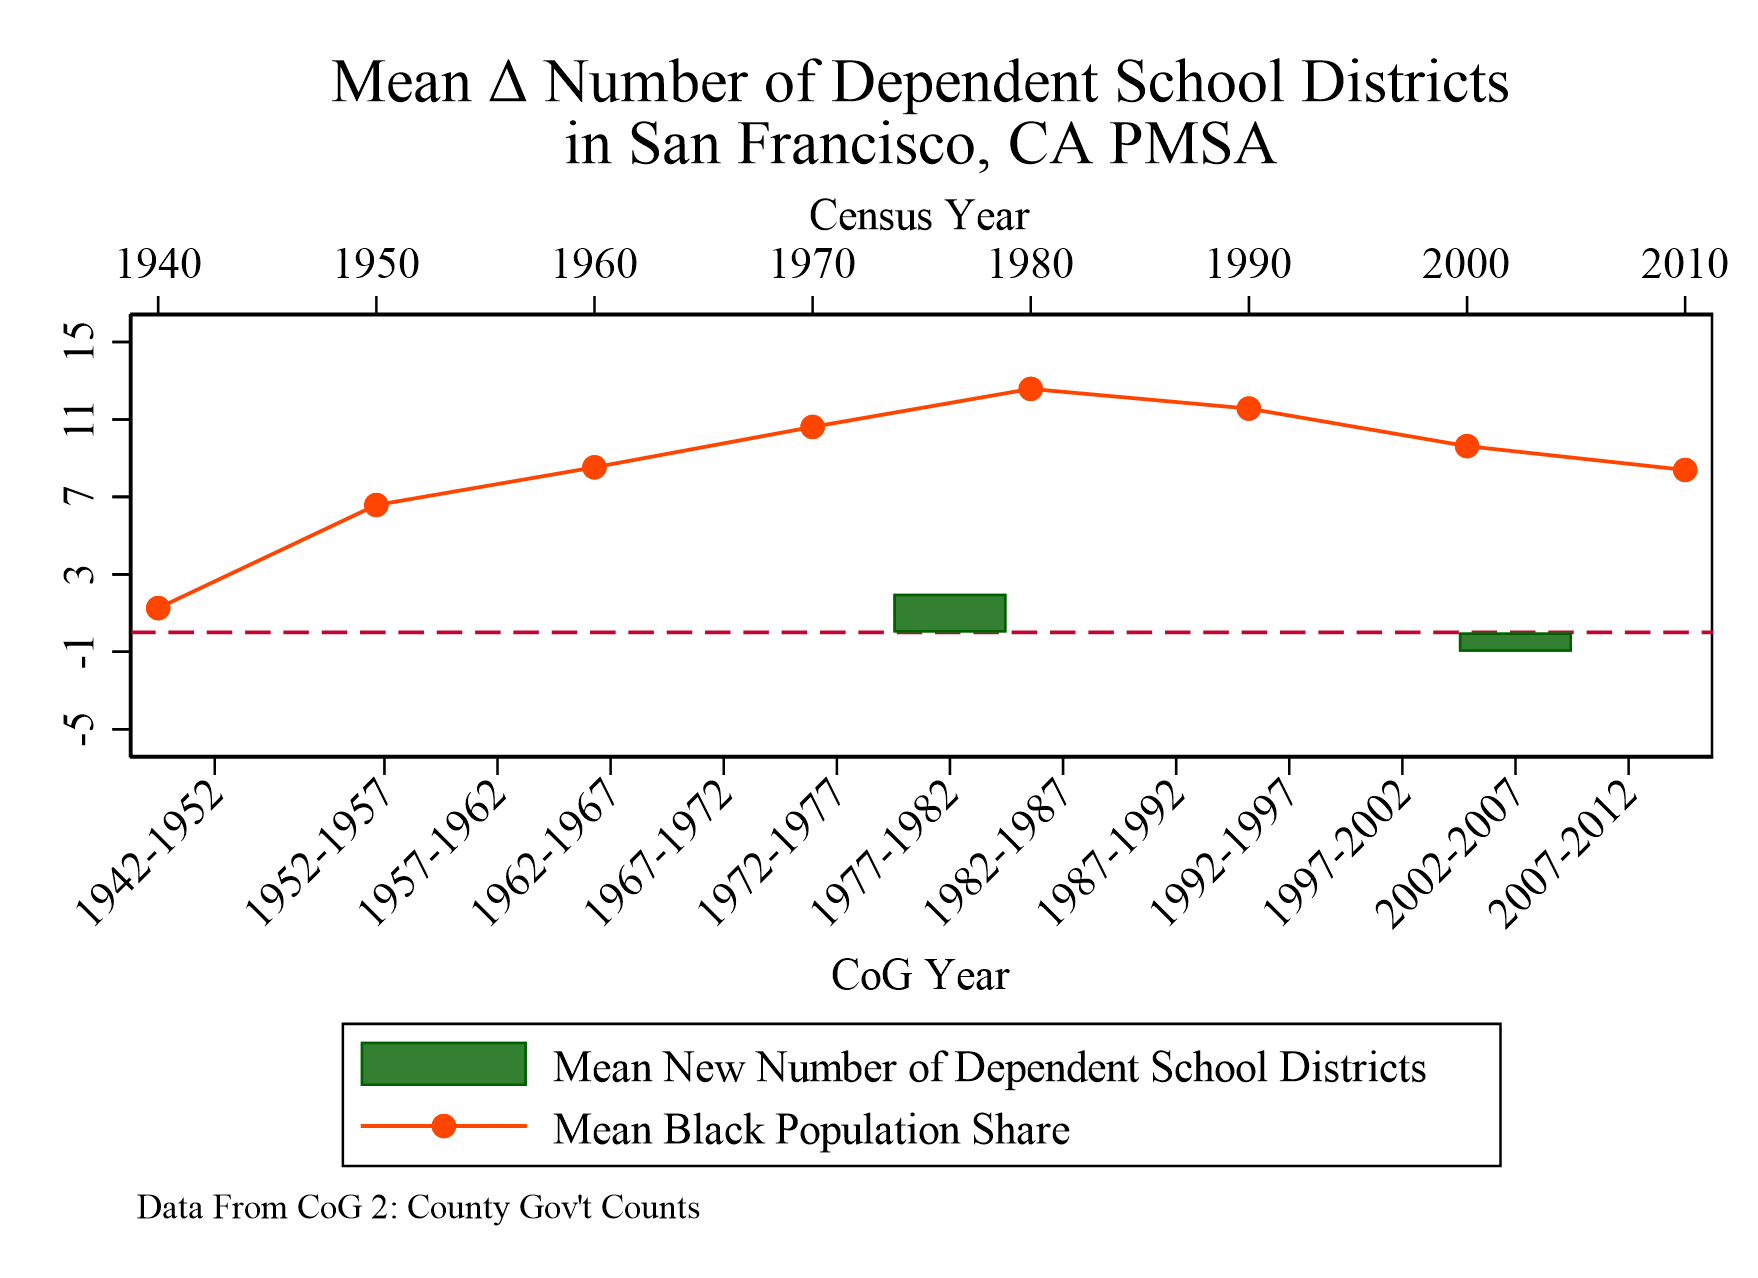 Mean Δ Number of Dependent School Districts
in San Francisco, CA PMSA
Census Year
1940 1950 1960 1970 1980 1990 2000 2010
15
11
7
3
-1
-5
1942-1952 1952-1957 1957-1962 1962-1967 1967-1972 1972-1977 1977-1982 1982-1987 1987-1992 1992-1997 1997-2002 2002-2007 2007-2012
CoG Year
Mean New Number of Dependent School Districts
Mean Black Population Share
Data From CoG 2: County Gov't Counts